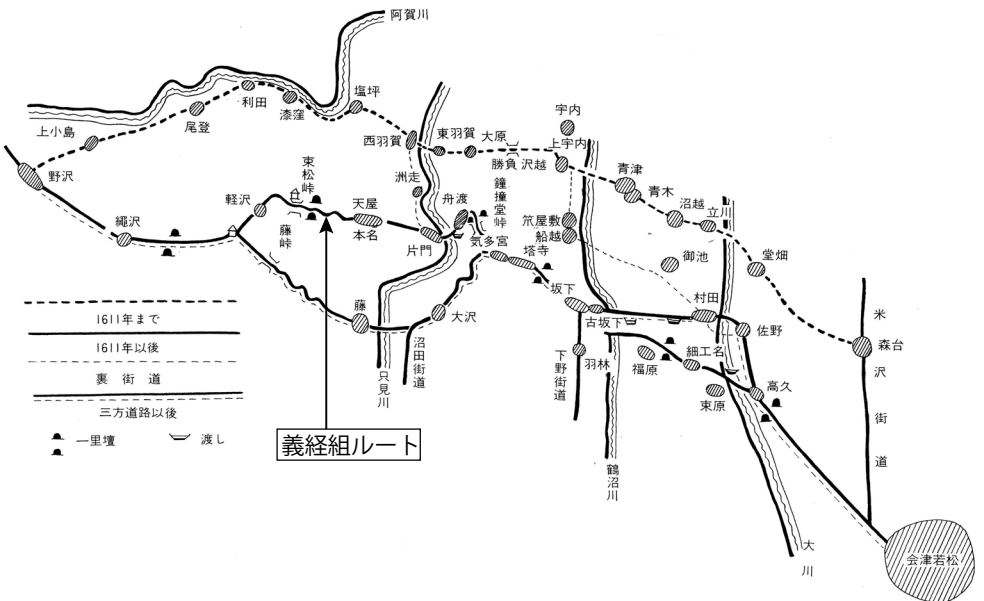 阿賀川
塩坪
利田
漆窪
尾登
上小島
野沢
縄沢
西羽賀
東羽賀
大原
勝負沢越
宇内
上宇内
青津
青木
沼越
立川
堂畑
米沢街道
森台
洲走
舟渡
鐘撞堂峠
東松峠
軽沢
藤峠
天屋
本名
片門
気多宮
塔寺
笊屋敷
船越
御池
坂下
古坂下
村田
佐野
藤
大沢
只見川
沼田街道
下野街道
羽林
福原
細工名
東原
高久
鶴沼川
大川
会津若松
義経組ルート
1611年まで
1611年以後
裏街道
三方道路以後
一里壇
渡し